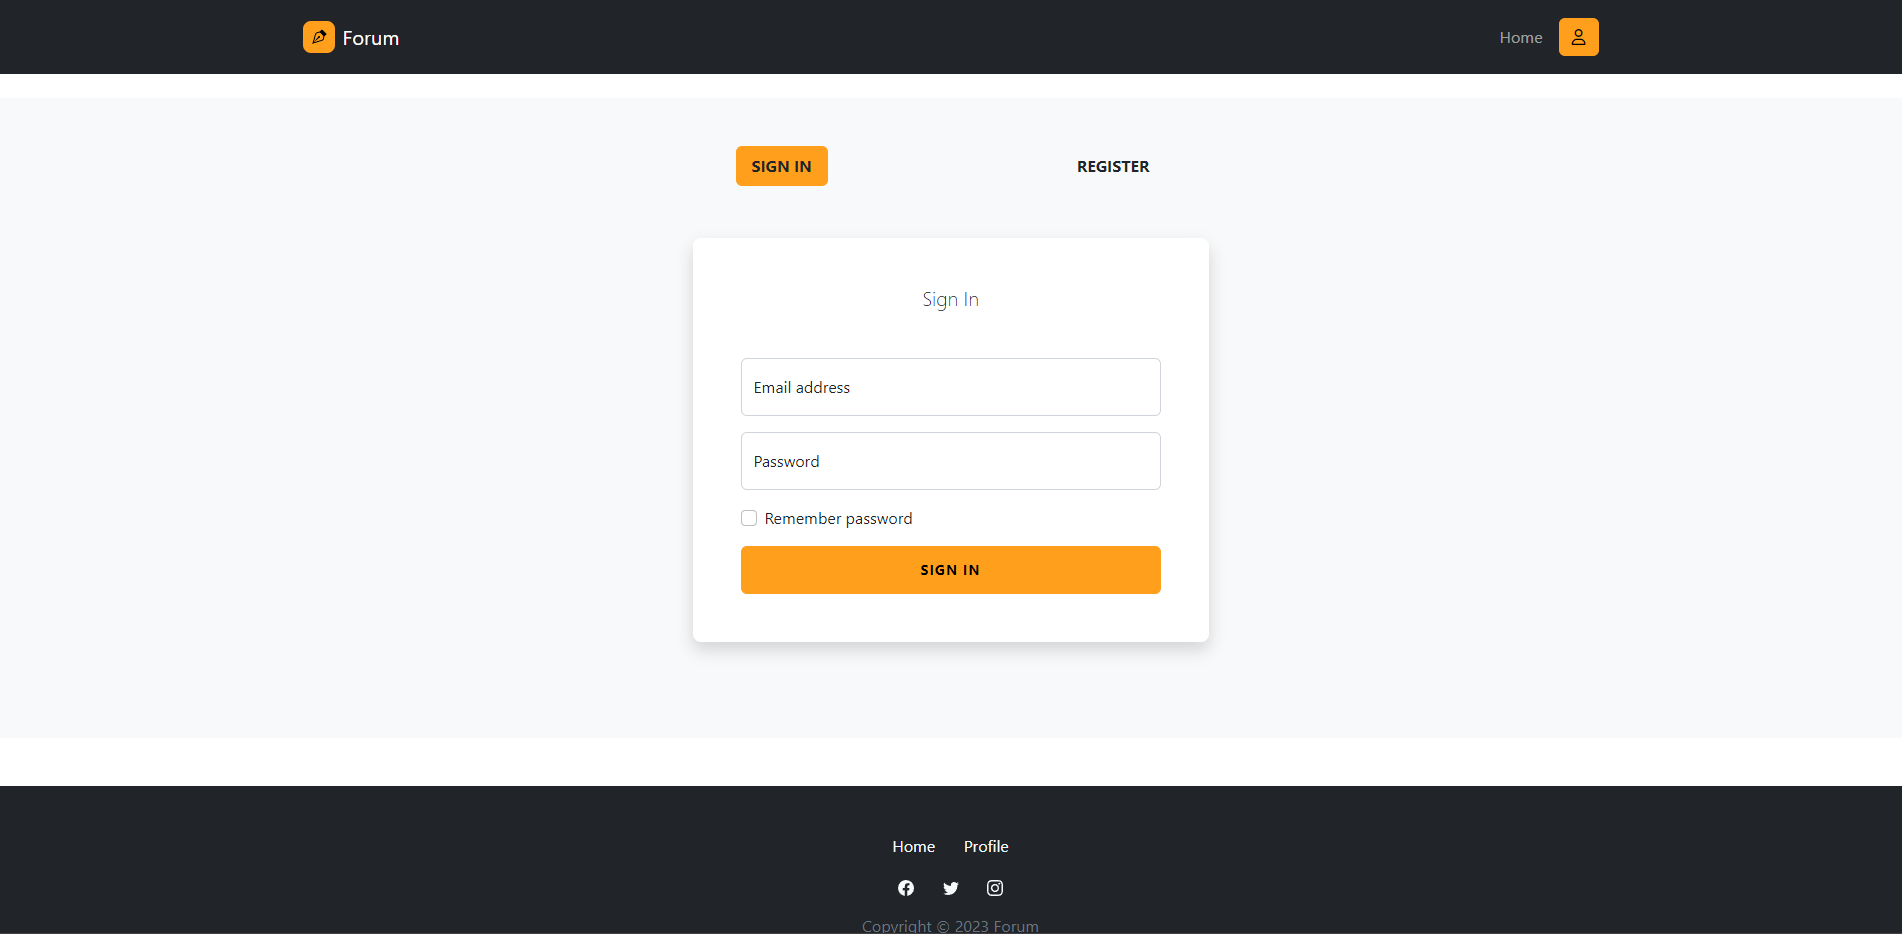 Forum
Home
SIGN IN
REGISTER
Sign In
Email address
Password
Remember password
SIGN IN
Home Profile
Copyright © 2023 Forum